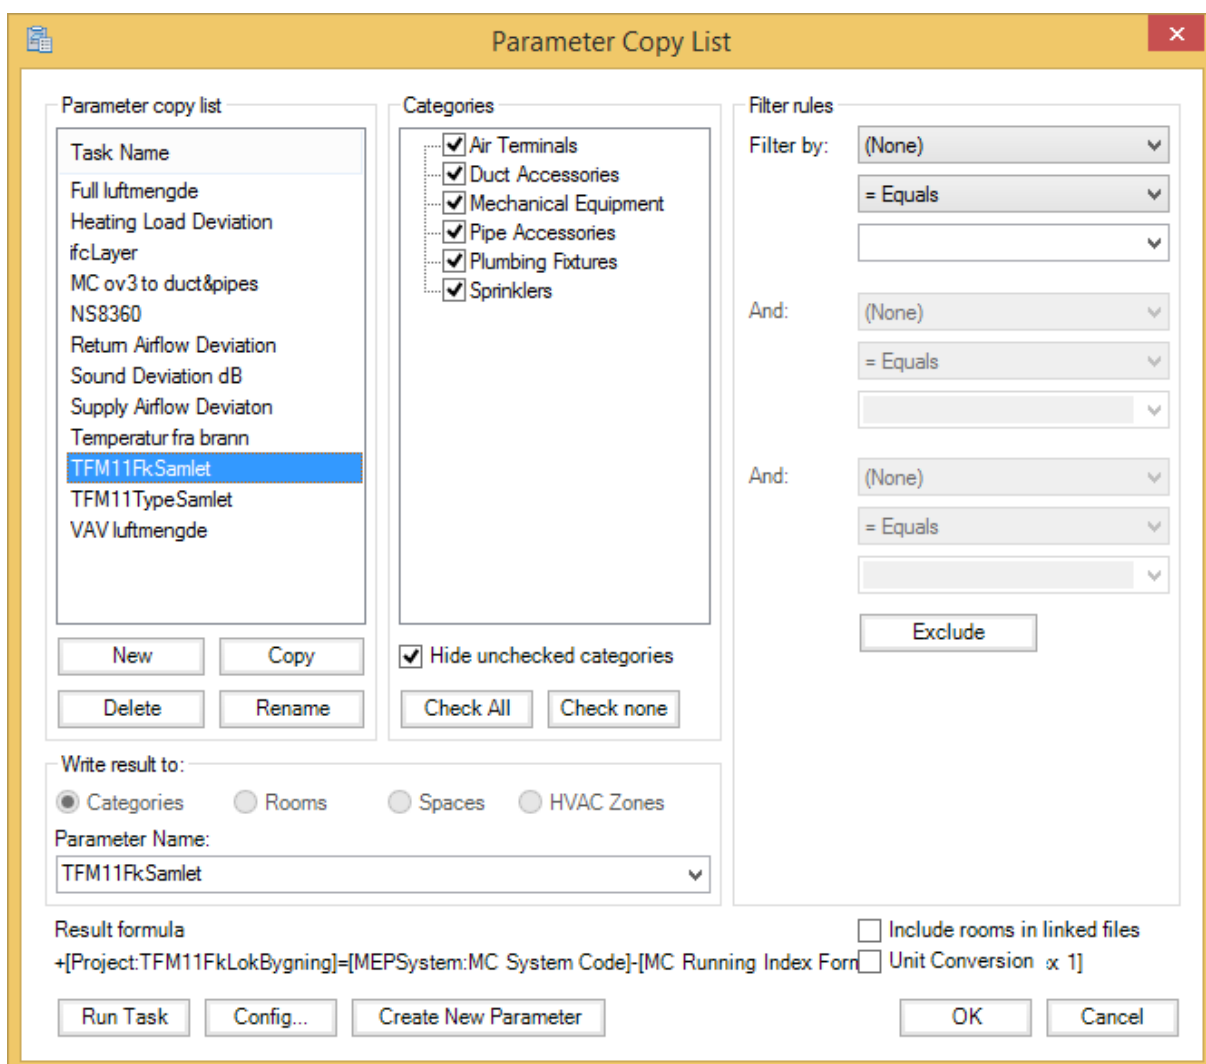 Parameter Copy List
Parameter copy list
Task Name
Full luftmengde
Heating Load Deviation
ifcLayer
MC ov3 to duct&pipes
NS8360
Return Airflow Deviation
Sound Deviation dB
Supply Airflow Deviaton
Temperatur fra brann
TFM11FkSamlet
TFM11TypeSamlet
VAV luftmengde
New
Copy
Delete
Rename
Categories
Air Terminals
Duct Accessories
Mechanical Equipment
Pipe Accessories
Plumbing Fixtures
Sprinklers
Hide unchecked categories
Check All
Check none
Filter rules
Filter by:
(None)
= Equals
And:
(None)
= Equals
And:
(None)
= Equals
Exclude
Write result to:
Categories
Rooms
Spaces
HVAC Zones
Parameter Name:
TFM11FkSamlet
Result formula
Include rooms in linked files
+[Project:TFM11FkLokBygning]=[MEPSystem:MC System Code]-[MC Running Index Forn
Unit Conversion
x 1]
Run Task
Config...
Create New Parameter
OK
Cancel